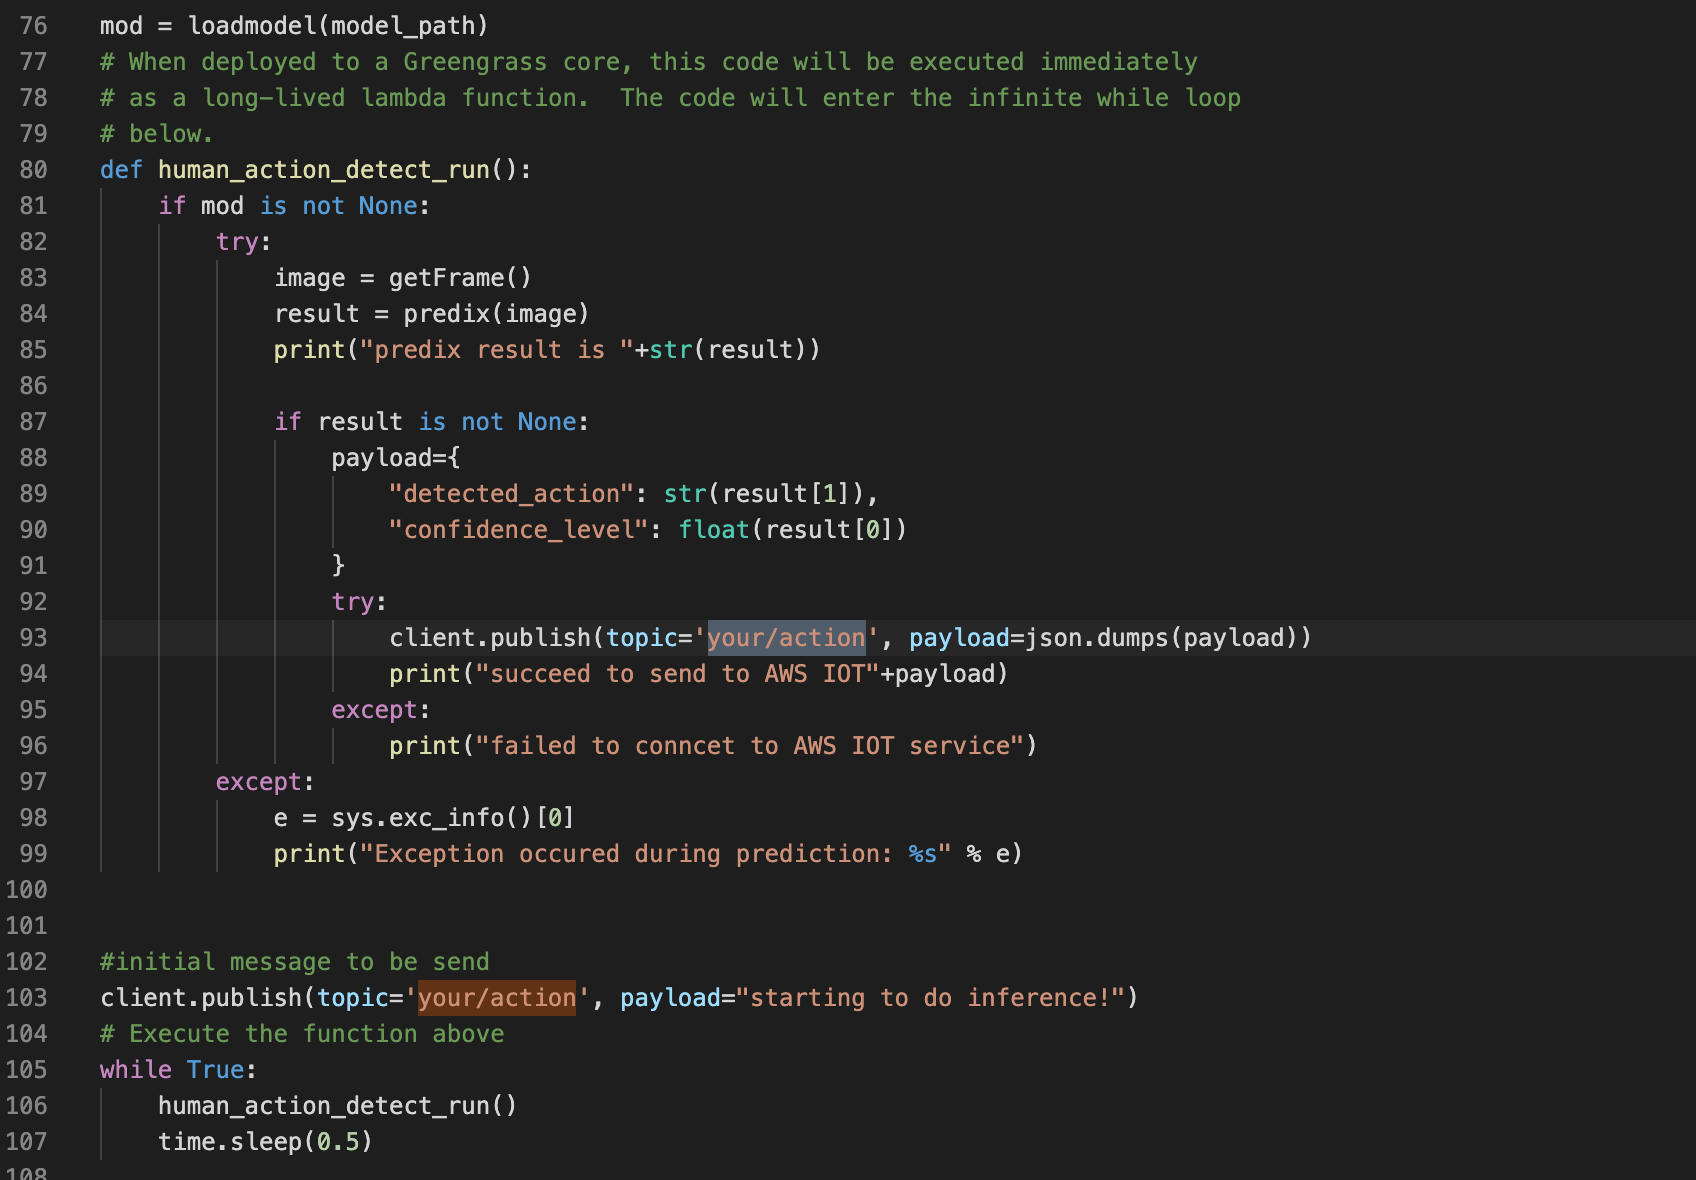 76 mod = loadmodel(model_path)
77 # When deployed to a Greengrass core, this code will be executed immediately
78 # as a long-lived lambda function.  The code will enter the infinite while loop
79 # below.
80 def human_action_detect_run():
81     if mod is not None:
82         try:
83             image = getFrame()
84             result = predix(image)
85             print("predix result is "+str(result))
86
87             if result is not None:
88                 payload={
89                     "detected_action": str(result[1]),
90                     "confidence_level": float(result[0])
91                 }
92                 try:
93                     client.publish(topic='your/action', payload=json.dumps(payload))
94                     print("succeed to send to AWS IOT"+payload)
95                 except:
96                     print("failed to conncet to AWS IOT service")
97         except:
98             e = sys.exc_info()[0]
99             print("Exception occured during prediction: %s" % e)
100
101
102 #initial message to be send
103 client.publish(topic='your/action', payload="starting to do inference!")
104 # Execute the function above
105 while True:
106     human_action_detect_run()
107     time.sleep(0.5)
108